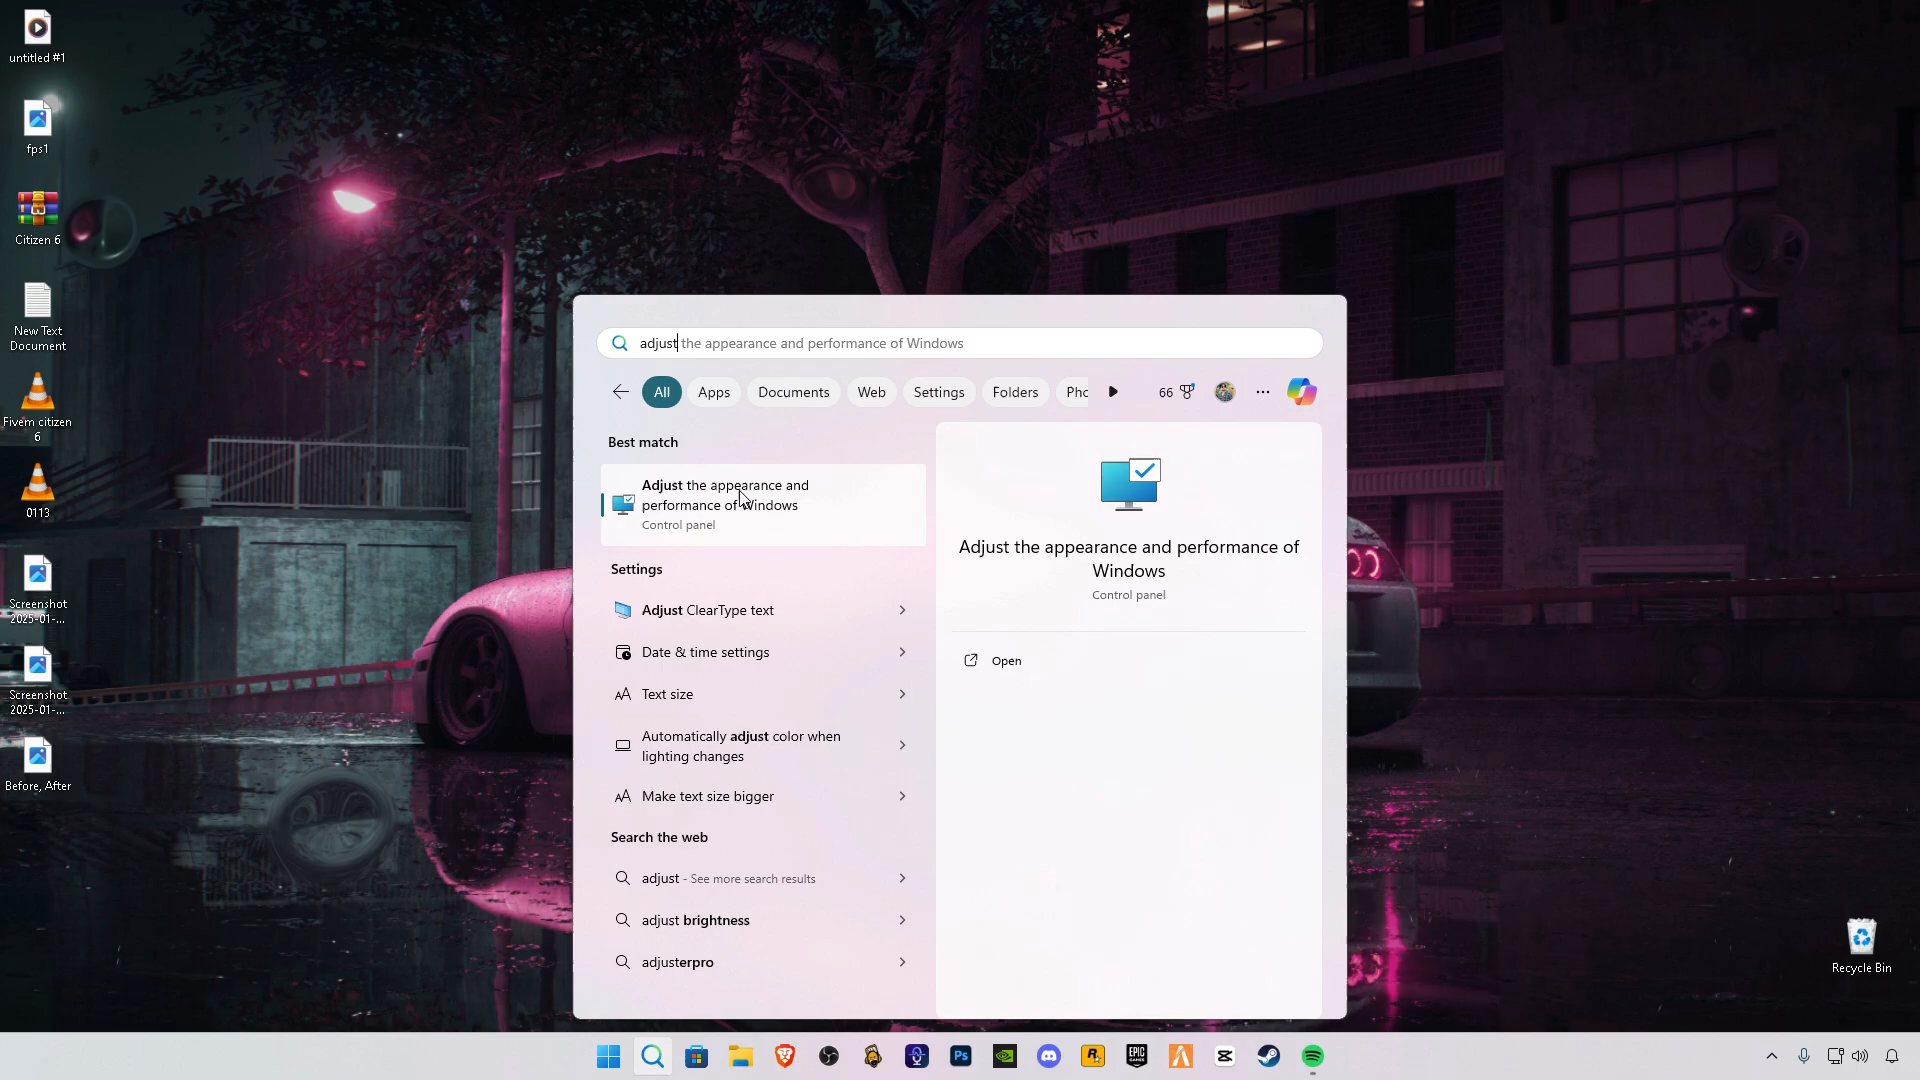 untitled #1
fps1
Citizen 6
New Text
Document
Fivem citizen
6
0113
Screenshot
2025-01-...
Screenshot
2025-01-...
Before, After
adjust the appearance and performance of Windows
All
Apps
Documents
Web
Settings
Folders
Pho
66
Best match
Adjust the appearance and
performance of Windows
Control panel
Settings
Adjust ClearType text
Date & time settings
Text size
Automatically adjust color when
lighting changes
Make text size bigger
Search the web
adjust - See more search results
adjust brightness
adjusterpro
Adjust the appearance and performance of
Windows
Control panel
Open
Recycle Bin
Ps
EPIC
GAMES